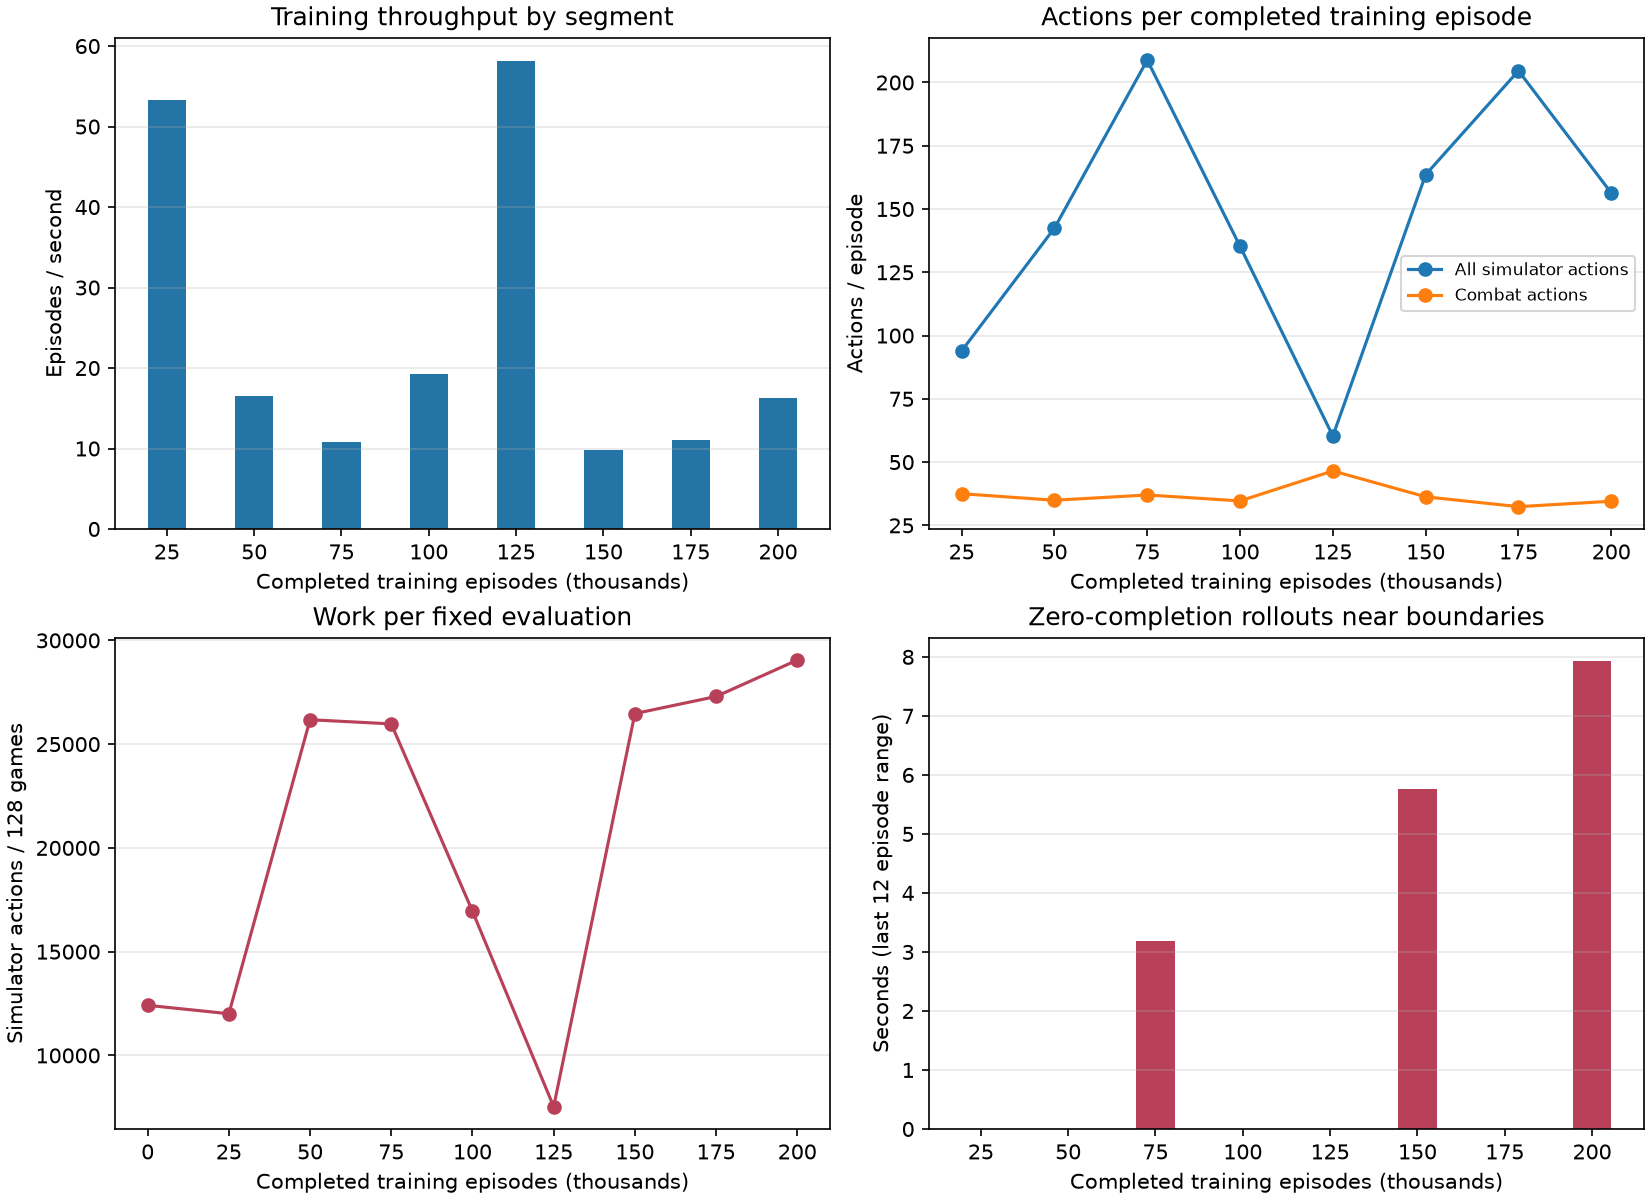 Training throughput by segment
60
50
40
30
20
10
0
Episodes / second
25 50 75 100 125 150 175 200
Completed training episodes (thousands)
Actions per completed training episode
200
175
150
125
100
75
50
25
Actions / episode
All simulator actions
Combat actions
25 50 75 100 125 150 175 200
Completed training episodes (thousands)
Work per fixed evaluation
30000
25000
20000
15000
10000
Simulator actions / 128 games
0 25 50 75 100 125 150 175 200
Completed training episodes (thousands)
Zero-completion rollouts near boundaries
8
7
6
5
4
3
2
1
0
Seconds (last 12 episode range)
25 50 75 100 125 150 175 200
Completed training episodes (thousands)